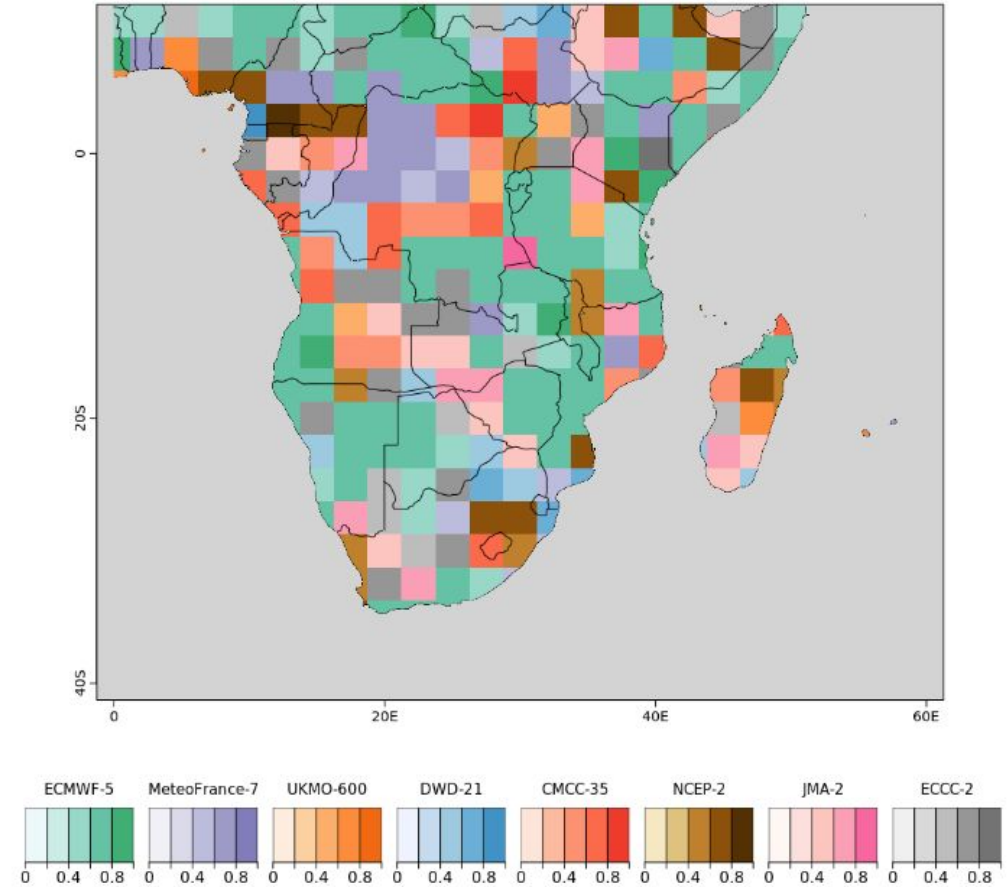 0
20S
40S
0 20E 40E 60E
ECMWF-5 MeteoFrance-7 UKMO-600 DWD-21 CMCC-35 NCEP-2 JMA-2 ECCC-2
0 0.4 0.8 0 0.4 0.8 0 0.4 0.8 0 0.4 0.8 0 0.4 0.8 0 0.4 0.8 0 0.4 0.8 0 0.4 0.8